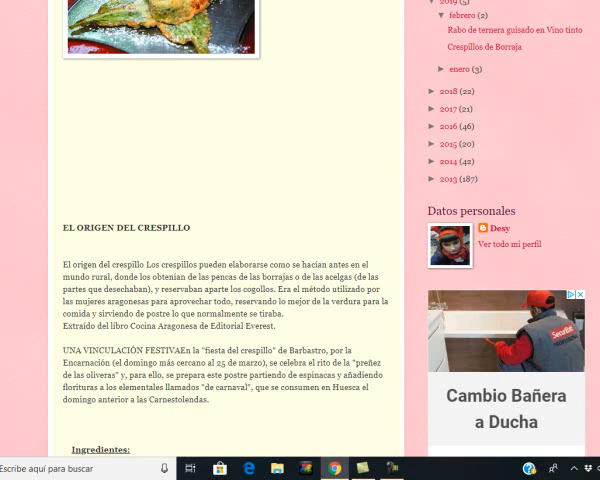 2019 (5)
febrero (2)
Rabo de ternera guisado en Vino tinto
Crespillos de Borraja
enero (3)
2018 (22)
2017 (21)
2016 (46)
2015 (20)
2014 (42)
2013 (187)
EL ORIGEN DEL CRESPILLO
El origen del crespillo Los crespillos pueden elaborarse como se hacían antes en el
mundo rural, donde los obtenían de las pencas de las borrajas o de las acelgas (de las
partes que desechaban), y reservaban aparte los cogollos. Era el método utilizado por
las mujeres aragonesas para aprovechar todo, reservando lo mejor de la verdura para la
comida y sirviendo de postre lo que normalmente se tiraba.
Extraído del libro Cocina Aragonesa de Editorial Everest.
UNA VINCULACIÓN FESTIVAEn la "fiesta del crespillo" de Barbastro, por la
Encarnación (el domingo más cercano al 25 de marzo), se celebra el rito de la "preñez
de las oliveras" y, para ello, se prepara este postre partiendo de espinacas y añadiendo
florituras a los elementales llamados "de carnaval", que se consumen en Huesca el
domingo anterior a las Carnestolendas.
Ingredientes:
Datos personales
Desy
Ver todo mi perfil
Securibath
Cambio Bañera
a Ducha
Escribe aquí para buscar